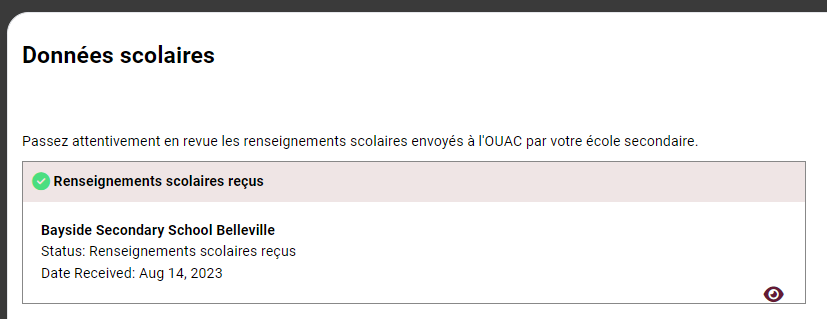 Données scolaires
Passez attentivement en revue les renseignements scolaires envoyés à l'OUAC par votre école secondaire.
Renseignements scolaires reçus
Bayside Secondary School Belleville
Status: Renseignements scolaires reçus
Date Received: Aug 14, 2023